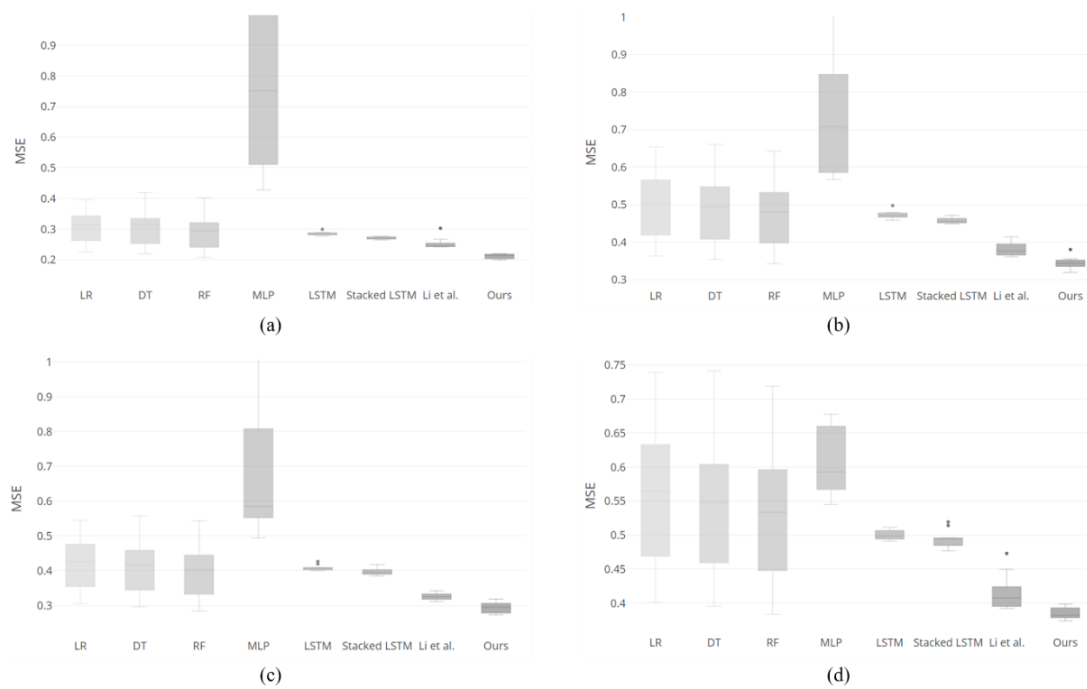 MSE
0.9
0.8
0.7
0.6
0.5
0.4
0.3
0.2
LR DT RF MLP LSTM Stacked LSTM Li et al. Ours
(a)
MSE
1
0.9
0.8
0.7
0.6
0.5
0.4
0.3
LR DT RF MLP LSTM Stacked LSTM Li et al. Ours
(b)
MSE
1
0.9
0.8
0.7
0.6
0.5
0.4
0.3
LR DT RF MLP LSTM Stacked LSTM Li et al. Ours
(c)
MSE
0.75
0.7
0.65
0.6
0.55
0.5
0.45
0.4
LR DT RF MLP LSTM Stacked LSTM Li et al. Ours
(d)